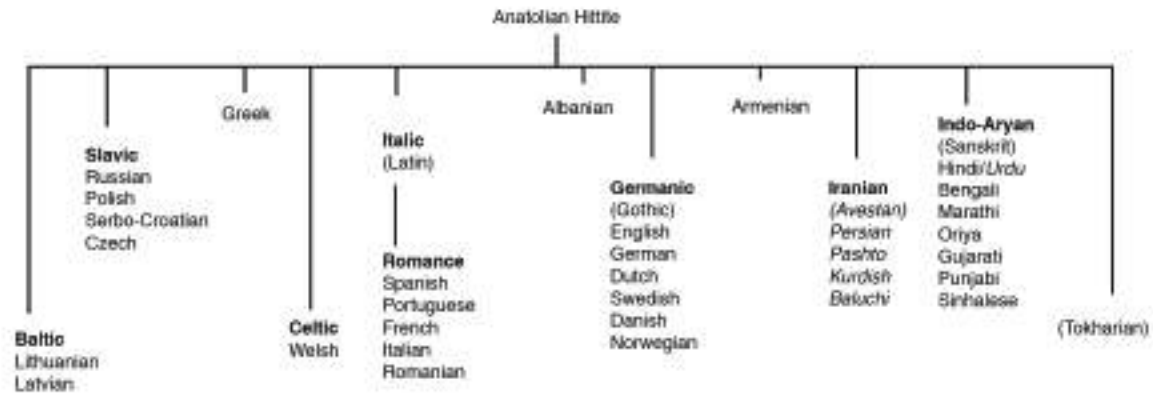 Anatolian Hittite
Greek
Albanian
Armenian
Slavic
Russian
Polish
Serbo-Croatian
Czech
Italic
(Latin)
Romance
Spanish
Portuguese
French
Italian
Romanian
Germanic
(Gothic)
English
German
Dutch
Swedish
Danish
Norwegian
Iranian
(Avestan)
Persian
Pashto
Kurdish
Baluchi
Indo-Aryan
(Sanskrit)
Hindi/Urdu
Bengali
Marathi
Oriya
Gujarati
Punjabi
Sinhalese
Baltic
Lithuanian
Latvian
Celtic
Welsh
(Tokharian)